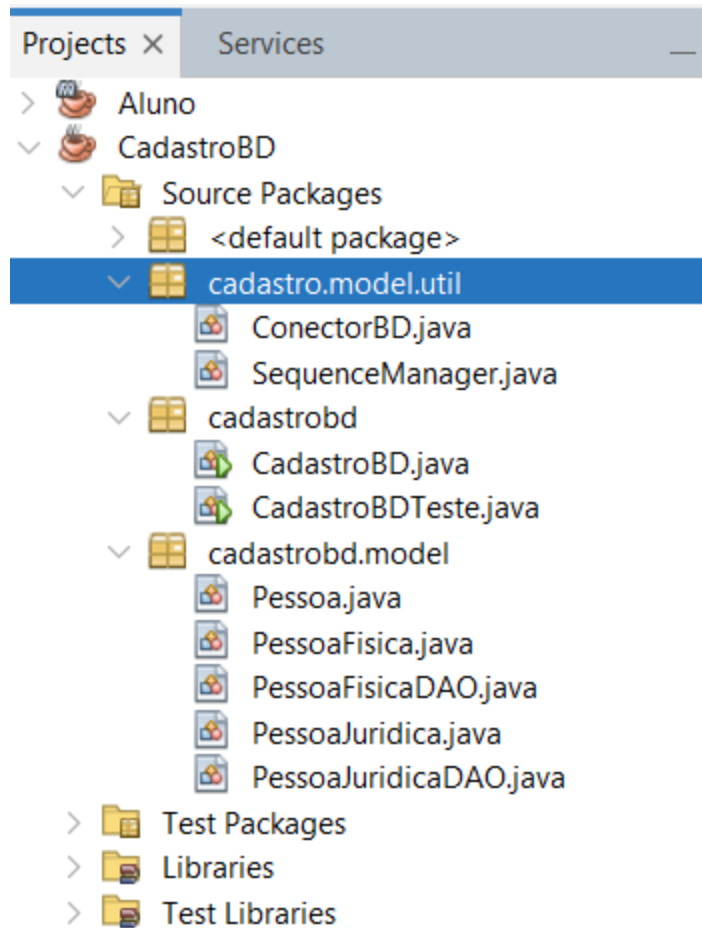 Projects × Services
Aluno
CadastroBD
Source Packages
<default package>
cadastro.model.util
ConectorBD.java
SequenceManager.java
cadastrobd
CadastroBD.java
CadastroBDTeste.java
cadastrobd.model
Pessoa.java
PessoaFisica.java
PessoaFisicaDAO.java
PessoaJuridica.java
PessoaJuridicaDAO.java
Test Packages
Libraries
Test Libraries